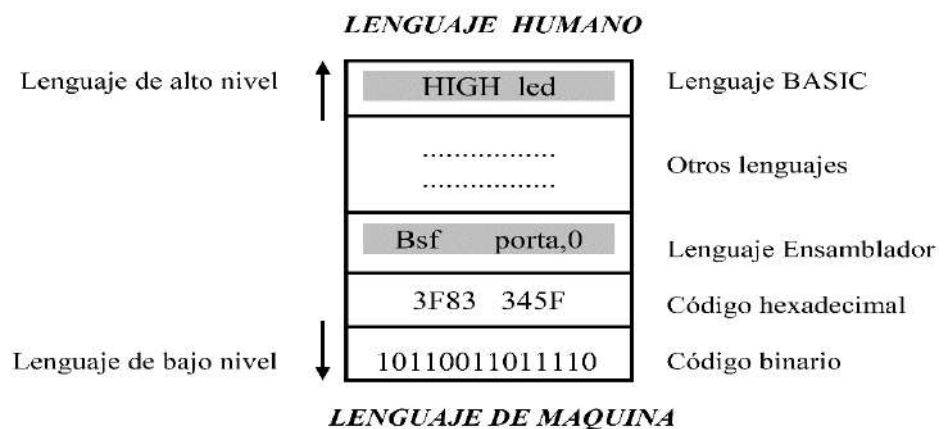 LENGUAJE HUMANO
Lenguaje de alto nivel
HIGH led
Lenguaje BASIC
.................
.................
Otros lenguajes
Bsf porta,0
Lenguaje Ensamblador
3F83 345F
Código hexadecimal
Lenguaje de bajo nivel
10110011011110
Código binario
LENGUAJE DE MAQUINA